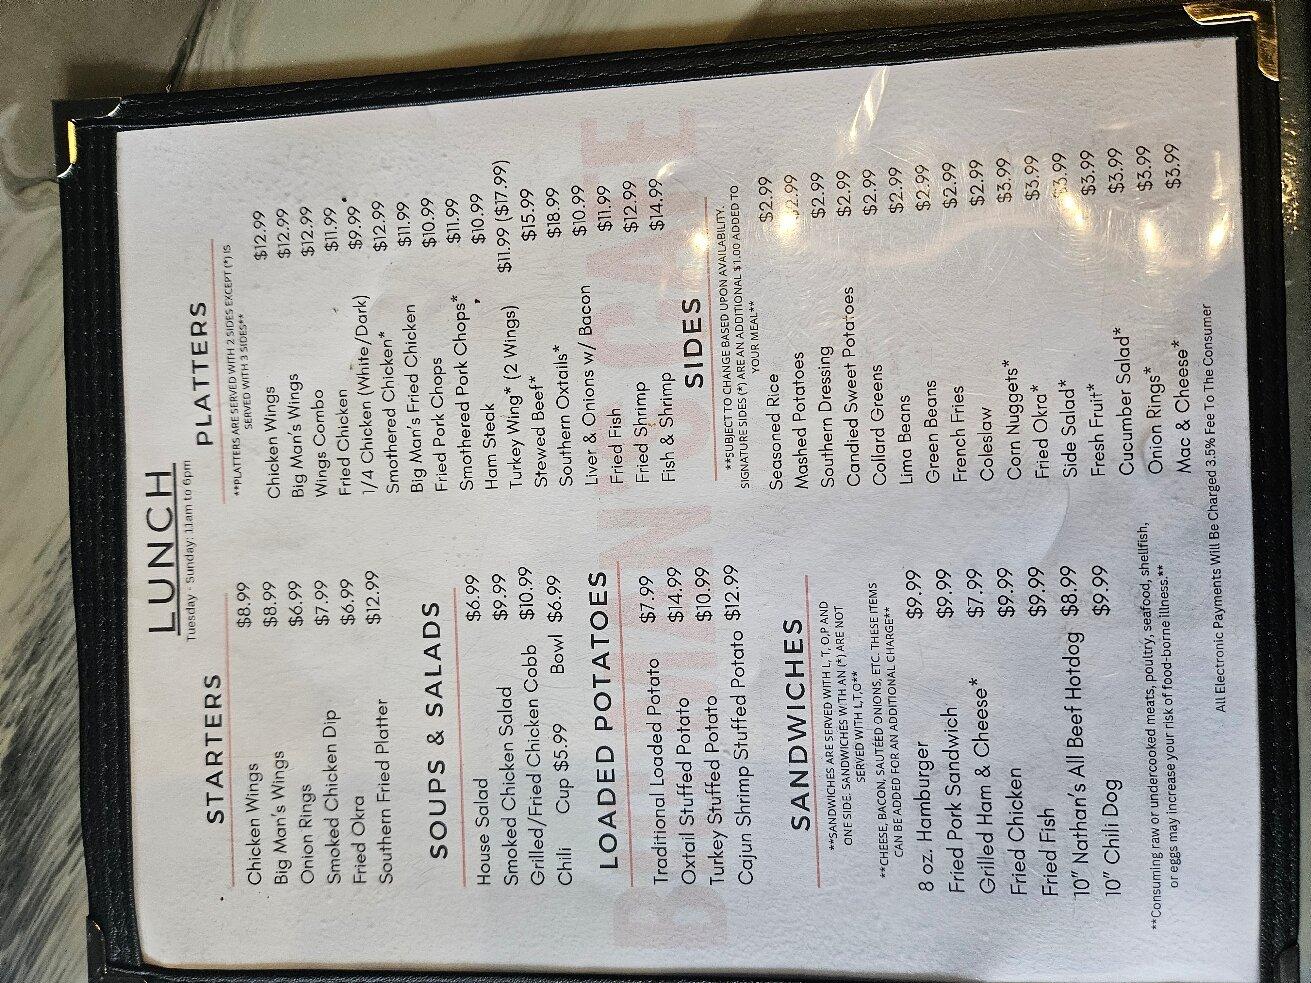 LUNCH
Tuesday - Sunday: 11am to 6pm
STARTERS
Chicken Wings $8.99
Big Man's Wings $8.99
Onion Rings $6.99
Smoked Chicken Dip $7.99
Fried Okra $6.99
Southern Fried Platter $12.99
SOUPS & SALADS
House Salad $6.99
Smoked Chicken Salad $9.99
Grilled/Fried Chicken Cobb $10.99
Chili Cup $5.99 Bowl $6.99
LOADED POTATOES
Traditional Loaded Potato $7.99
Oxtail Stuffed Potato $14.99
Turkey Stuffed Potato $10.99
Cajun Shrimp Stuffed Potato $12.99
SANDWICHES
**SANDWICHES ARE SERVED WITH L, T, O,P AND
ONE SIDE. SANDWICHES WITH AN (*) ARE NOT
SERVED WITH L,T,O**
**CHEESE, BACON, SAUTÉED ONIONS, ETC. THESE ITEMS
CAN BE ADDED FOR AN ADDITIONAL CHARGE**
8 oz. Hamburger $9.99
Fried Pork Sandwich $9.99
Grilled Ham & Cheese* $7.99
Fried Chicken $9.99
Fried Fish $9.99
10" Nathan's All Beef Hotdog $8.99
10" Chili Dog $9.99
PLATTERS
**PLATTERS ARE SERVED WITH 2 SIDES EXCEPT (*) IS
SERVED WITH 3 SIDES**
Chicken Wings $12.99
Big Man's Wings $12.99
Wings Combo $12.99
Fried Chicken $11.99
1/4 Chicken (White/Dark) $9.99
Smothered Chicken* $12.99
Big Man's Fried Chicken $11.99
Fried Pork Chops $10.99
Smothered Pork Chops* $11.99
Ham Steak $10.99
Turkey Wing* (2 Wings) $11.99 ($17.99)
Stewed Beef* $15.99
Southern Oxtails* $18.99
Liver & Onions w/ Bacon $10.99
Fried Fish $11.99
Fried Shrimp $12.99
Fish & Shrimp $14.99
SIDES
**SUBJECT TO CHANGE BASED UPON AVAILABILITY.
SIGNATURE SIDES (*) ARE AN ADDITIONAL $1.00 ADDED TO
YOUR MEAL**
Seasoned Rice $2.99
Mashed Potatoes $2.99
Southern Dressing $2.99
Candied Sweet Potatoes $2.99
Collard Greens $2.99
Lima Beans $2.99
Green Beans $2.99
French Fries $2.99
Coleslaw $2.99
Corn Nuggets* $3.99
Fried Okra* $3.99
Side Salad* $3.99
Fresh Fruit* $3.99
Cucumber Salad* $3.99
Onion Rings* $3.99
Mac & Cheese* $3.99
**Consuming raw or undercooked meats, poultry, seafood, shellfish,
or eggs may increase your risk of food-borne illness.**
All Electronic Payments Will Be Charged 3.5% Fee To The Consumer